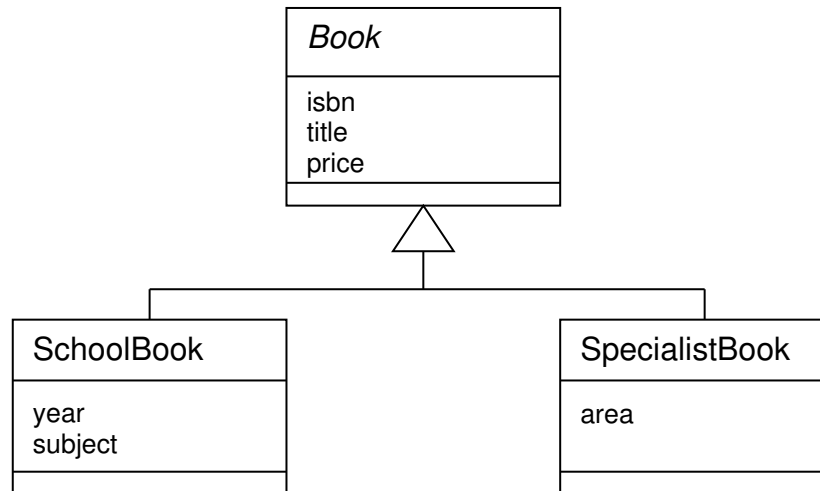 Book
isbn
title
price
SchoolBook
year
subject
SpecialistBook
area